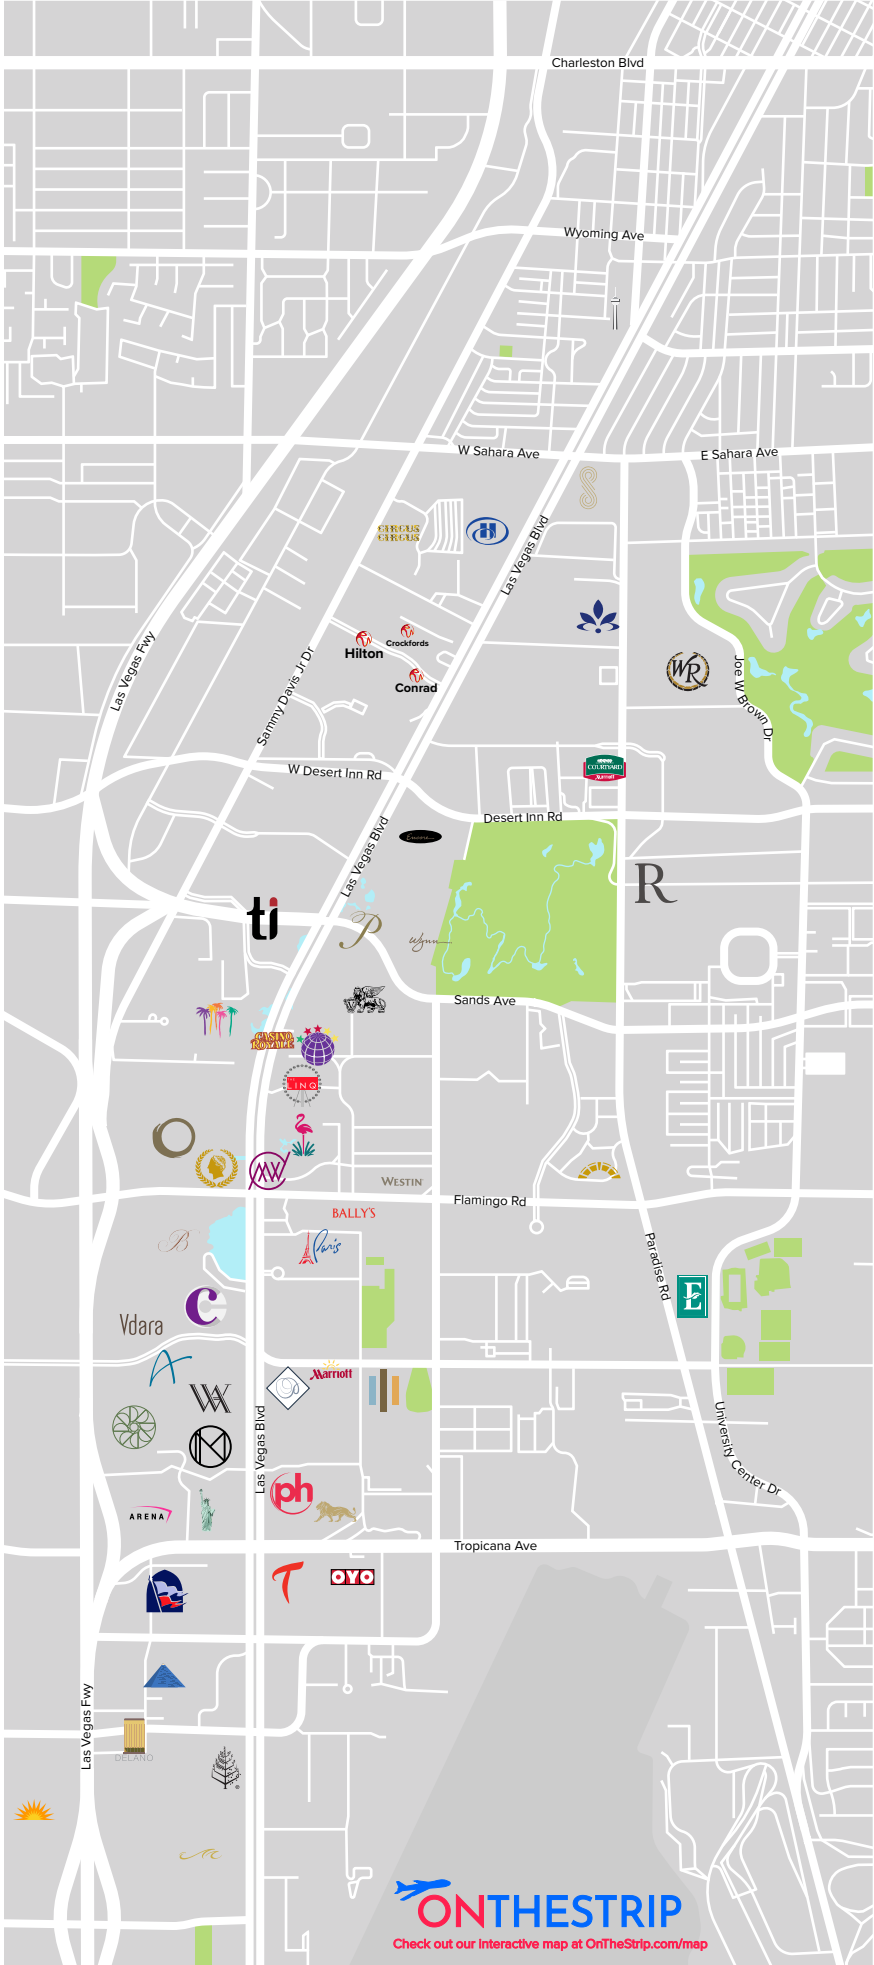 Charleston Blvd
Wyoming Ave
W Sahara Ave
E Sahara Ave
CIRCUS
CIRCUS
H
Las Vegas Blvd
Crockfords
Hilton
Conrad
WR
Las Vegas Fwy
Sammy Davis Jr Dr
Joe W Brown Dr
W Desert Inn Rd
COURTYARD
Marriott
Desert Inn Rd
Encore
Las Vegas Blvd
R
ti
P
Wynn
Sands Ave
CASINO
ROYALE
LINQ
WESTIN
Flamingo Rd
BALLY'S
B
Paris
Paradise Rd
E
C
Vdara
A
Marriott
Las Vegas Blvd
University Center Dr
ph
ARENA
Tropicana Ave
T
OYO
Las Vegas Fwy
DELANO
ONTHESTRIP
Check out our interactive map at OnTheStrip.com/map